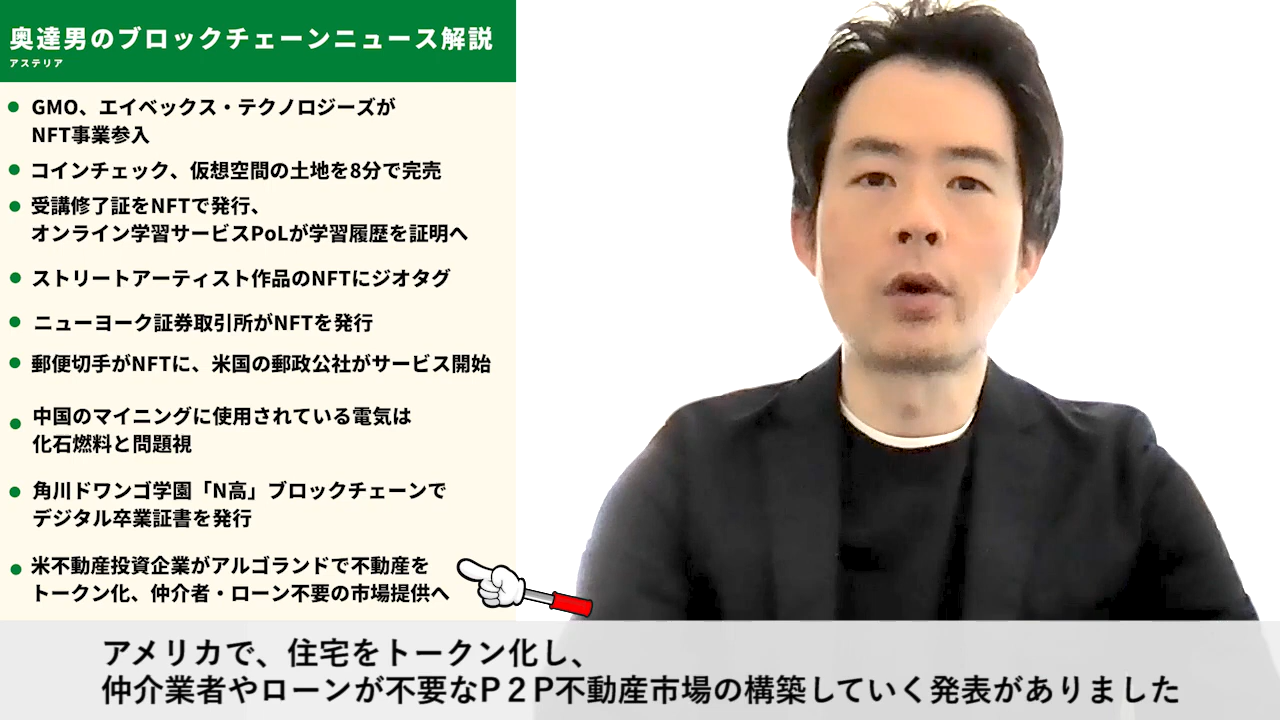 奥達男のブロックチェーンニュース解説
アステリア
GMO、エイベックス・テクノロジーズが
NFT事業参入
コインチェック、仮想空間の土地を8分で完売
受講修了証をNFTで発行、
オンライン学習サービスPoLが学習履歴を証明へ
ストリートアーティスト作品のNFTにジオタグ
ニューヨーク証券取引所がNFTを発行
郵便切手がNFTに、米国の郵政公社がサービス開始
中国のマイニングに使用されている電気は
化石燃料と問題視
角川ドワンゴ学園「N高」ブロックチェーンで
デジタル卒業証書を発行
米不動産投資企業がアルゴランドで不動産を
トークン化、仲介者・ローン不要の市場提供へ
アメリカで、住宅をトークン化し、
仲介業者やローンが不要なP２P不動産市場の構築していく発表がありました